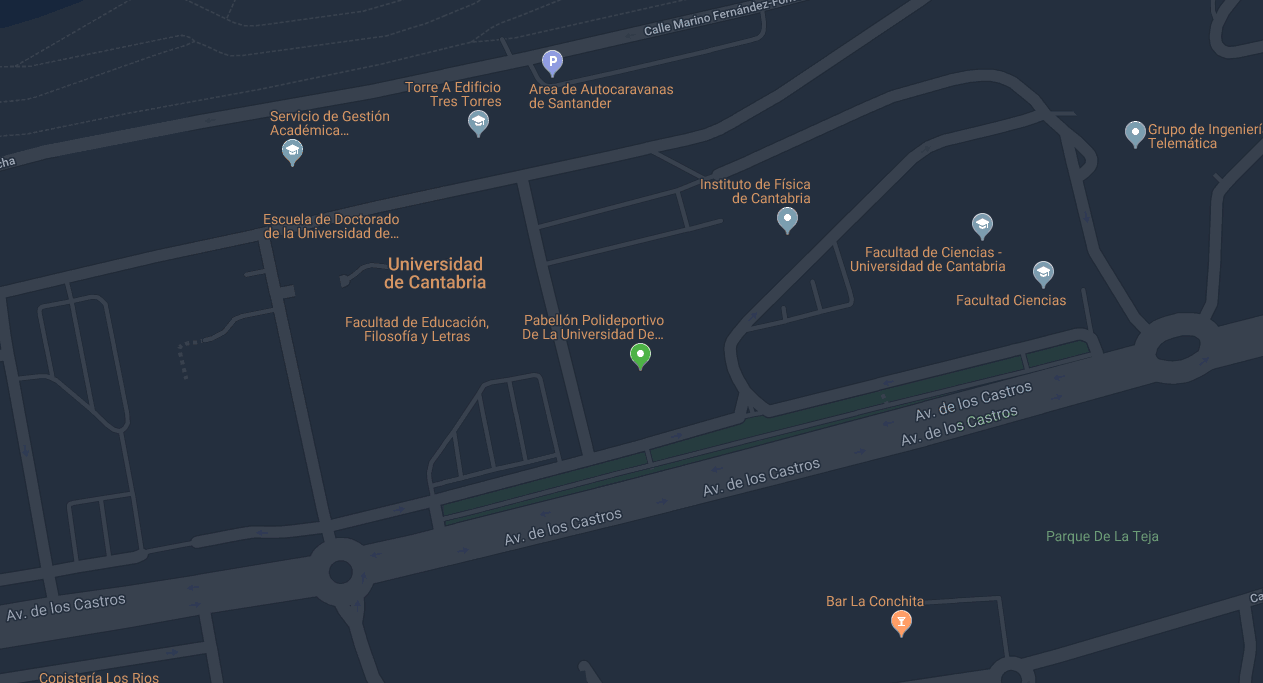 Calle Marino Fernández-Fon
P
Torre A Edificio
Tres Torres
Area de Autocaravanas
de Santander
Servicio de Gestión
Académica...
Grupo de Ingenierí
Telemática
cha
Instituto de Física
de Cantabria
Escuela de Doctorado
de la Universidad de...
Facultad de Ciencias -
Universidad de Cantabria
Universidad
de Cantabria
Facultad Ciencias
Facultad de Educación,
Filosofía y Letras
Pabellón Polideportivo
De La Universidad De...
Av. de los Castros
Av. de los Castros
Av. de los Castros
Av. de los Castros
Parque De La Teja
Av. de los Castros
Bar La Conchita
Ca
Copistería Los Rios